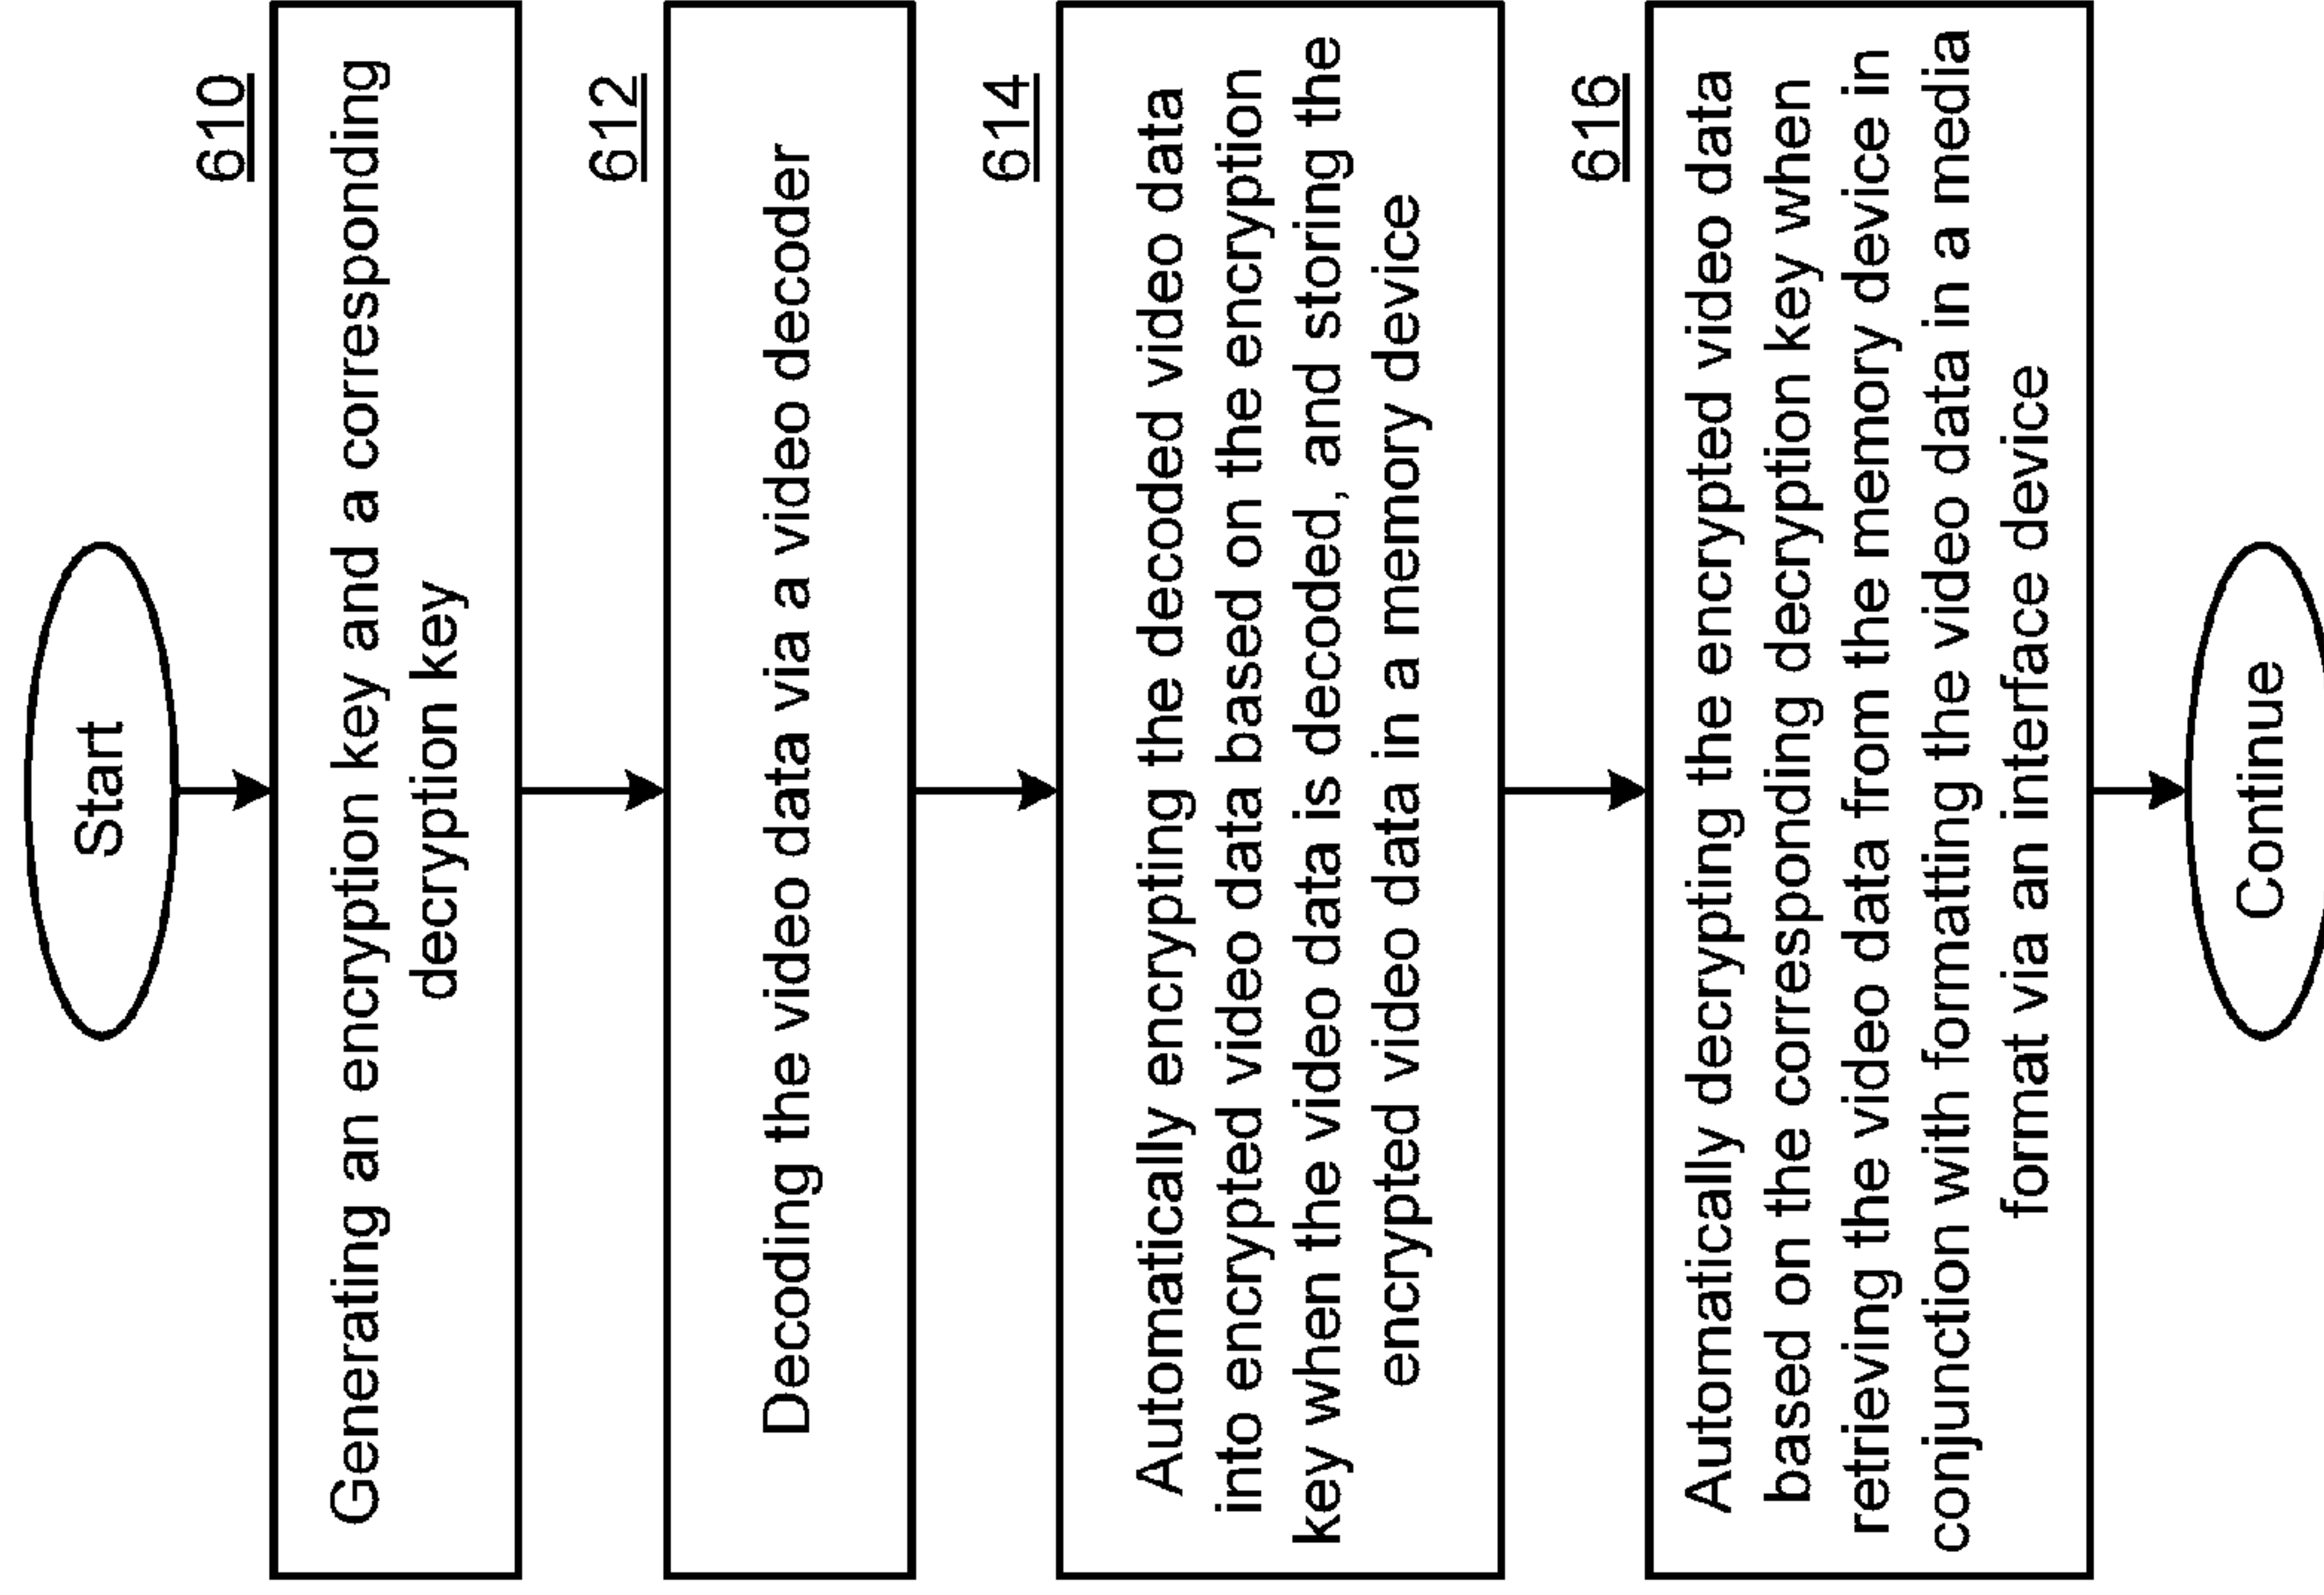 Start
610
Generating an encryption key and a corresponding
decryption key
612
Decoding the video data via a video decoder
614
Automatically encrypting the decoded video data
into encrypted video data based on the encryption
key when the video data is decoded, and storing the
encrypted video data in a memory device
616
Automatically decrypting the encrypted video data
based on the corresponding decryption key when
retrieving the video data from the memory device in
conjunction with formatting the video data in a media
format via an interface device
Continue